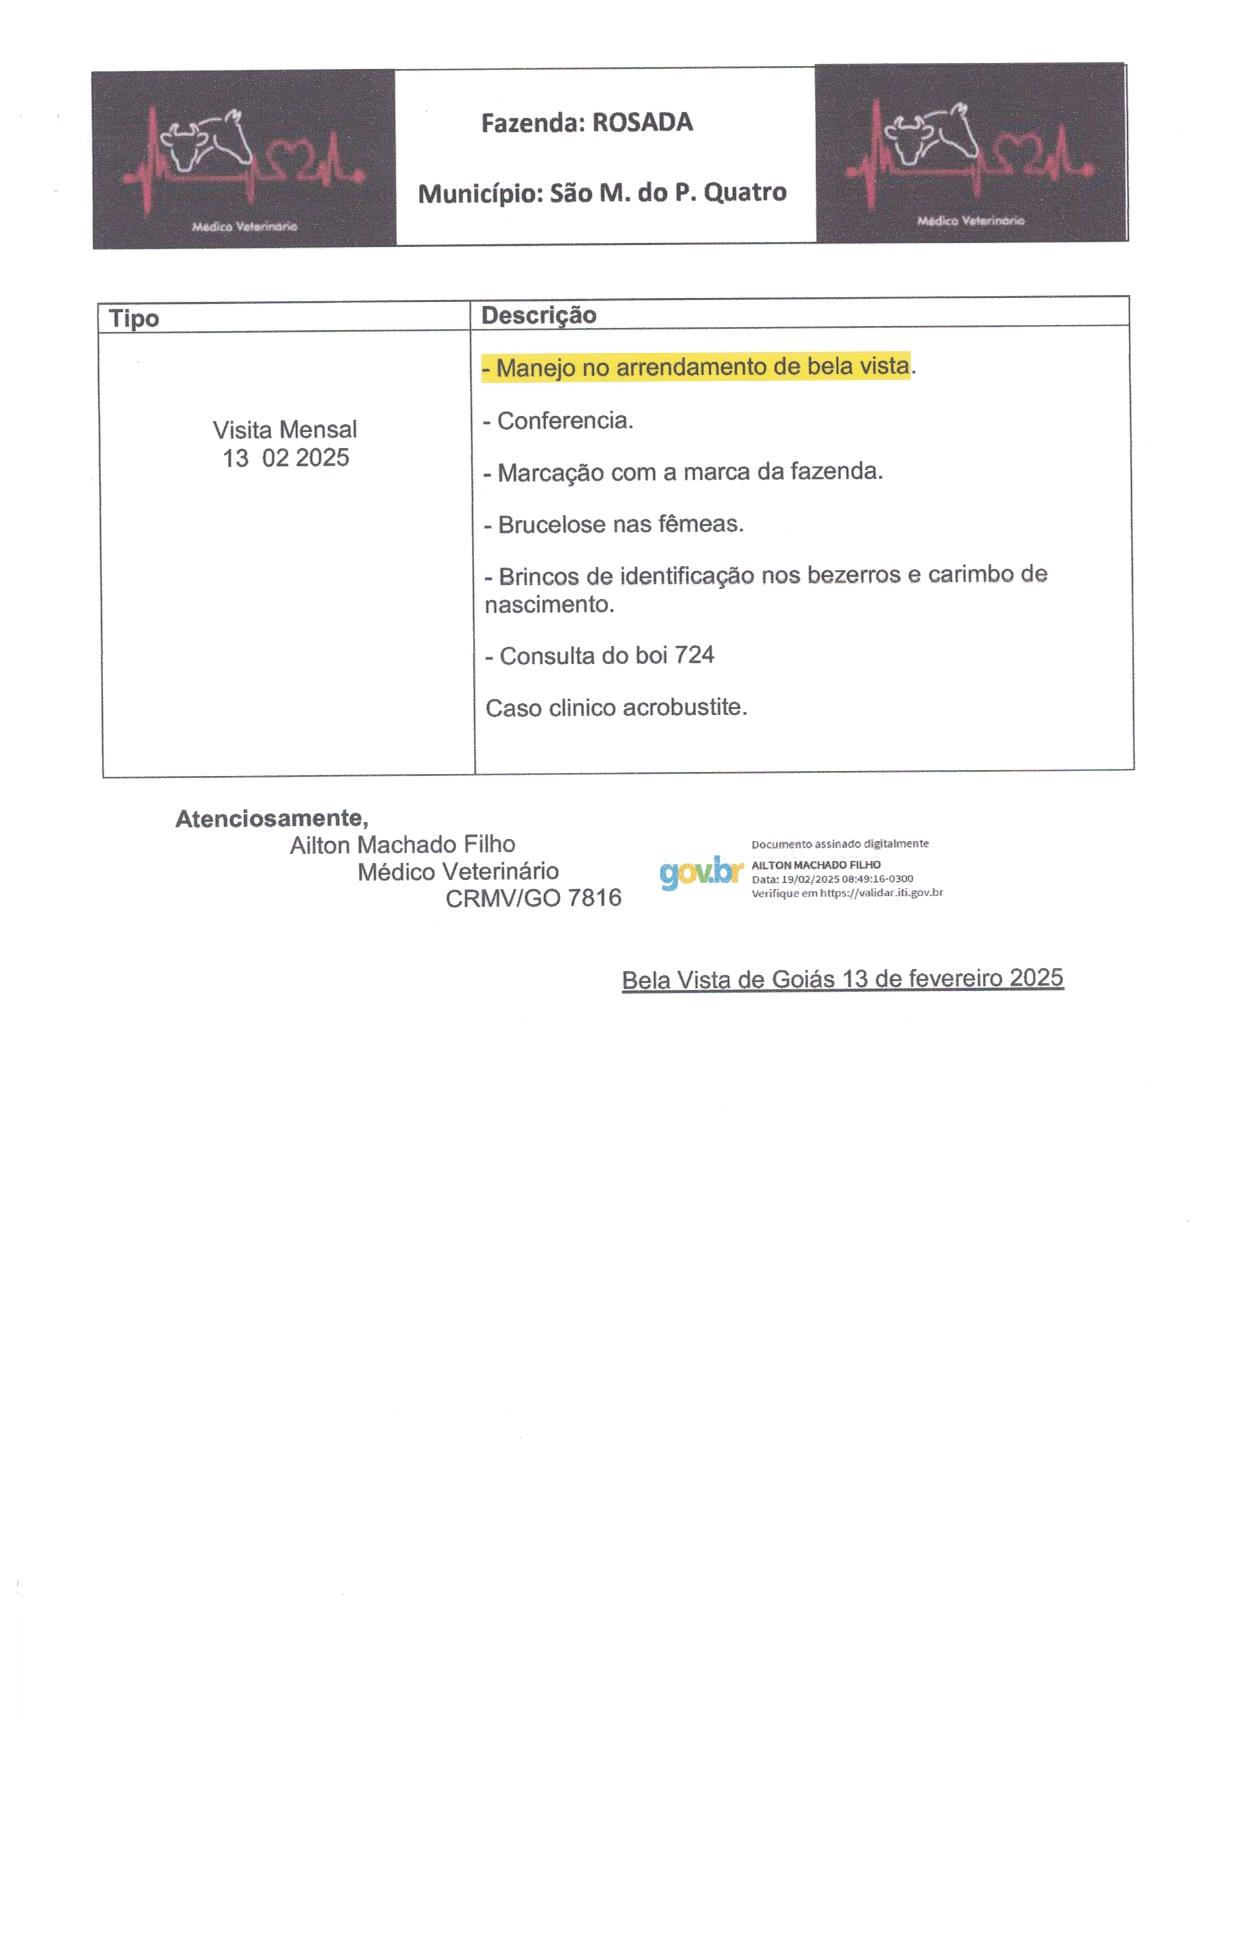 Médico Veterinário
Fazenda: ROSADA
Município: São M. do P. Quatro
Médico Veterinário
Tipo
Descrição
Visita Mensal
13 02 2025
- Manejo no arrendamento de bela vista.
- Conferencia.
- Marcação com a marca da fazenda.
- Brucelose nas fêmeas.
- Brincos de identificação nos bezerros e carimbo de
nascimento.
- Consulta do boi 724
Caso clinico acrobustite.
Atenciosamente,
Ailton Machado Filho
Médico Veterinário
CRMV/GO 7816
gov.br
Documento assinado digitalmente
AILTON MACHADO FILHO
Data: 19/02/2025 08:49:16-0300
Verifique em https://validar.iti.gov.br
Bela Vista de Goiás 13 de fevereiro 2025